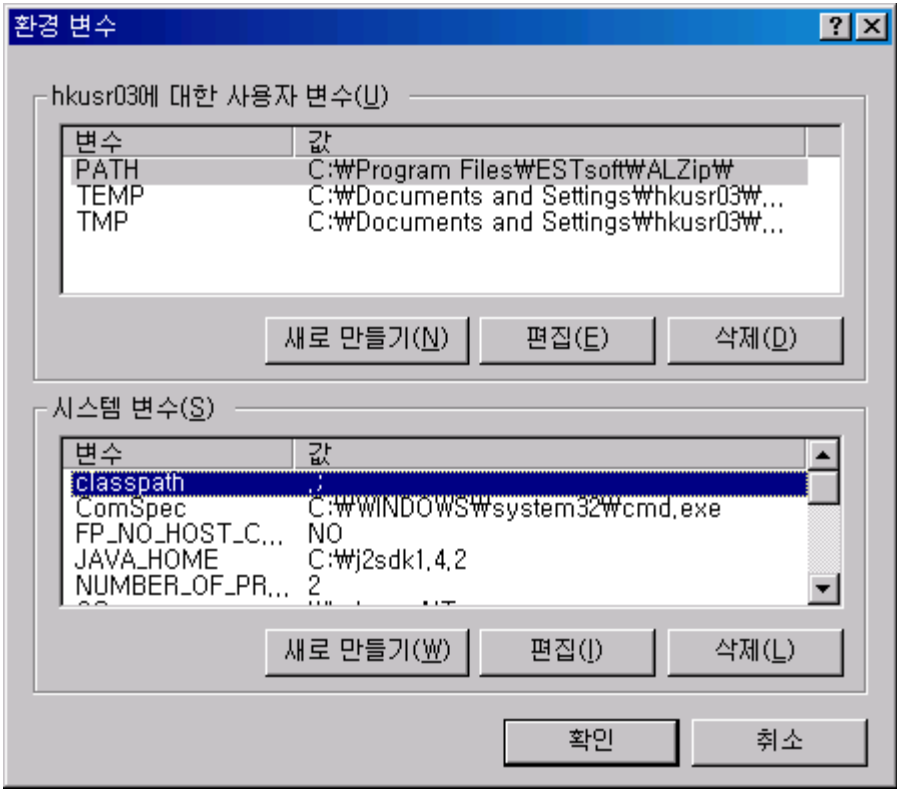 환경 변수
hkusr03에 대한 사용자 변수(U)
변수 값
PATH C:₩Program Files₩ESTsoft₩ALZip₩
TEMP C:₩Documents and Settings₩hkusr03₩...
TMP C:₩Documents and Settings₩hkusr03₩...
새로 만들기(N) 편집(E) 삭제(D)
시스템 변수(S)
변수 값
classpath .;
ComSpec C:₩WINDOWS₩system32₩cmd.exe
FP_NO_HOST_C... NO
JAVA_HOME C:₩j2sdk1.4.2
NUMBER_OF_PR... 2
새로 만들기(W) 편집(I) 삭제(L)
확인 취소